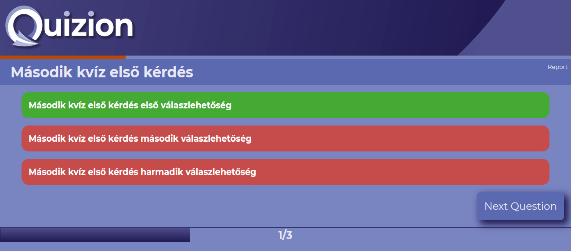 Quizion
Második kvíz első kérdés
Report
Második kvíz első kérdés első válaszlehetőség
Második kvíz első kérdés második válaszlehetőség
Második kvíz első kérdés harmadik válaszlehetőség
Next Question
1/3